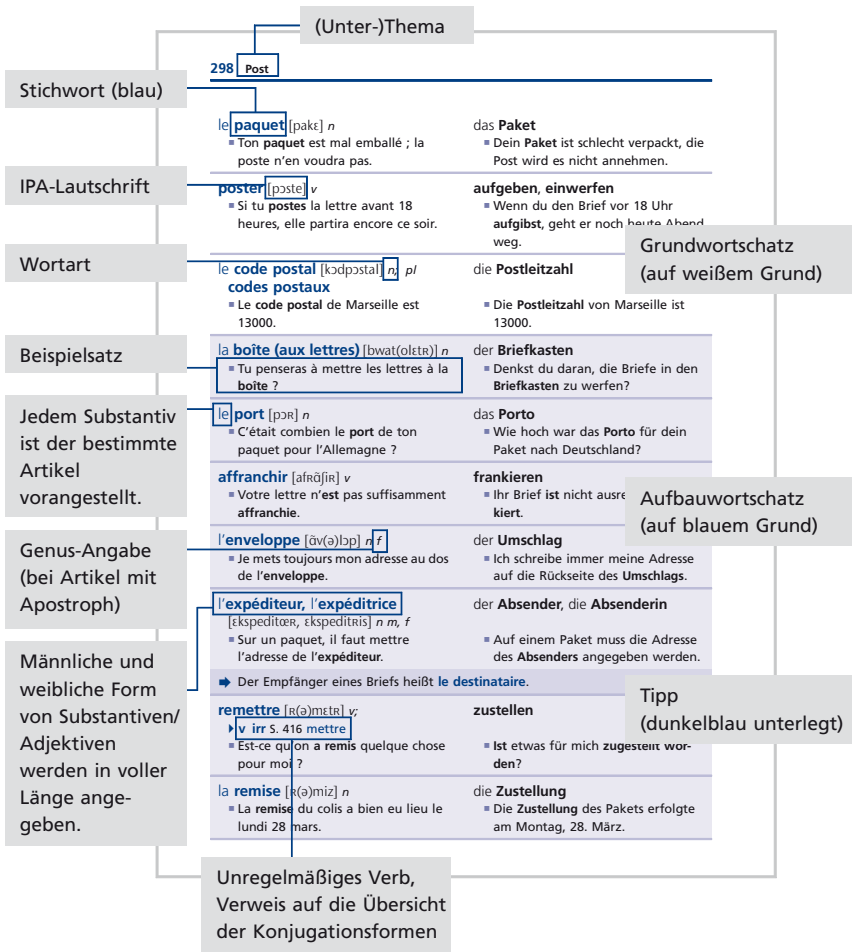 (Unter-)Thema
298 Post
Stichwort (blau)
le paquet [pakɛ] n
das Paket
■ Ton paquet est mal emballé ; la
poste n'en voudra pas.
■ Dein Paket ist schlecht verpackt, die
Post wird es nicht annehmen.
IPA-Lautschrift
poster [pɔste] v
aufgeben, einwerfen
■ Si tu postes la lettre avant 18
heures, elle partira encore ce soir.
■ Wenn du den Brief vor 18 Uhr
aufgibst, geht er noch heute Abend
weg.
Grundwortschatz
(auf weißem Grund)
Wortart
le code postal [kɔdpɔstal] n; pl
codes postaux
die Postleitzahl
■ Le code postal de Marseille est
13000.
■ Die Postleitzahl von Marseille ist
13000.
Beispielsatz
la boîte (aux lettres) [bwat(olɛtʀ)] n
der Briefkasten
■ Tu penseras à mettre les lettres à la
boîte ?
■ Denkst du daran, die Briefe in den
Briefkasten zu werfen?
Jedem Substantiv
ist der bestimmte
Artikel
vorangestellt.
le port [pɔʀ] n
das Porto
■ C'était combien le port de ton
paquet pour l'Allemagne ?
■ Wie hoch war das Porto für dein
Paket nach Deutschland?
affranchir [afʀɑ̃ʃiʀ] v
frankieren
■ Votre lettre n'est pas suffisamment
affranchie.
■ Ihr Brief ist nicht
kiert.
Aufbauwortschatz
(auf blauem Grund)
Genus-Angabe
(bei Artikel mit
Apostroph)
l'enveloppe [ɑ̃v(ə)lɔp] n f
der Umschlag
■ Je mets toujours mon adresse au dos
de l'enveloppe.
■ Ich schreibe immer meine Adresse
auf die Rückseite des Umschlags.
l'expéditeur, l'expéditrice
[ɛkspeditœʀ, ɛkspeditʀis] n m, f
der Absender, die Absenderin
■ Sur un paquet, il faut mettre
l'adresse de l'expéditeur.
■ Auf einem Paket muss die Adresse
des Absenders angegeben werden.
➡ Der Empfänger eines Briefs heißt le destinataire.
Männliche und
weibliche Form
von Substantiven/
Adjektiven
werden in voller
Länge ange-
geben.
Tipp
(dunkelblau unterlegt)
remettre [ʀ(ə)mɛtʀ] v;
▸ v irr S. 416 mettre
zustellen
■ Est-ce qu'on a remis quelque chose
pour moi ?
■ Ist etwas für mich zugestellt wor-
den?
la remise [ʀ(ə)miz] n
die Zustellung
■ La remise du colis a bien eu lieu le
lundi 28 mars.
■ Die Zustellung des Pakets erfolgte
am Montag, 28. März.
Unregelmäßiges Verb,
Verweis auf die Übersicht
der Konjugationsformen